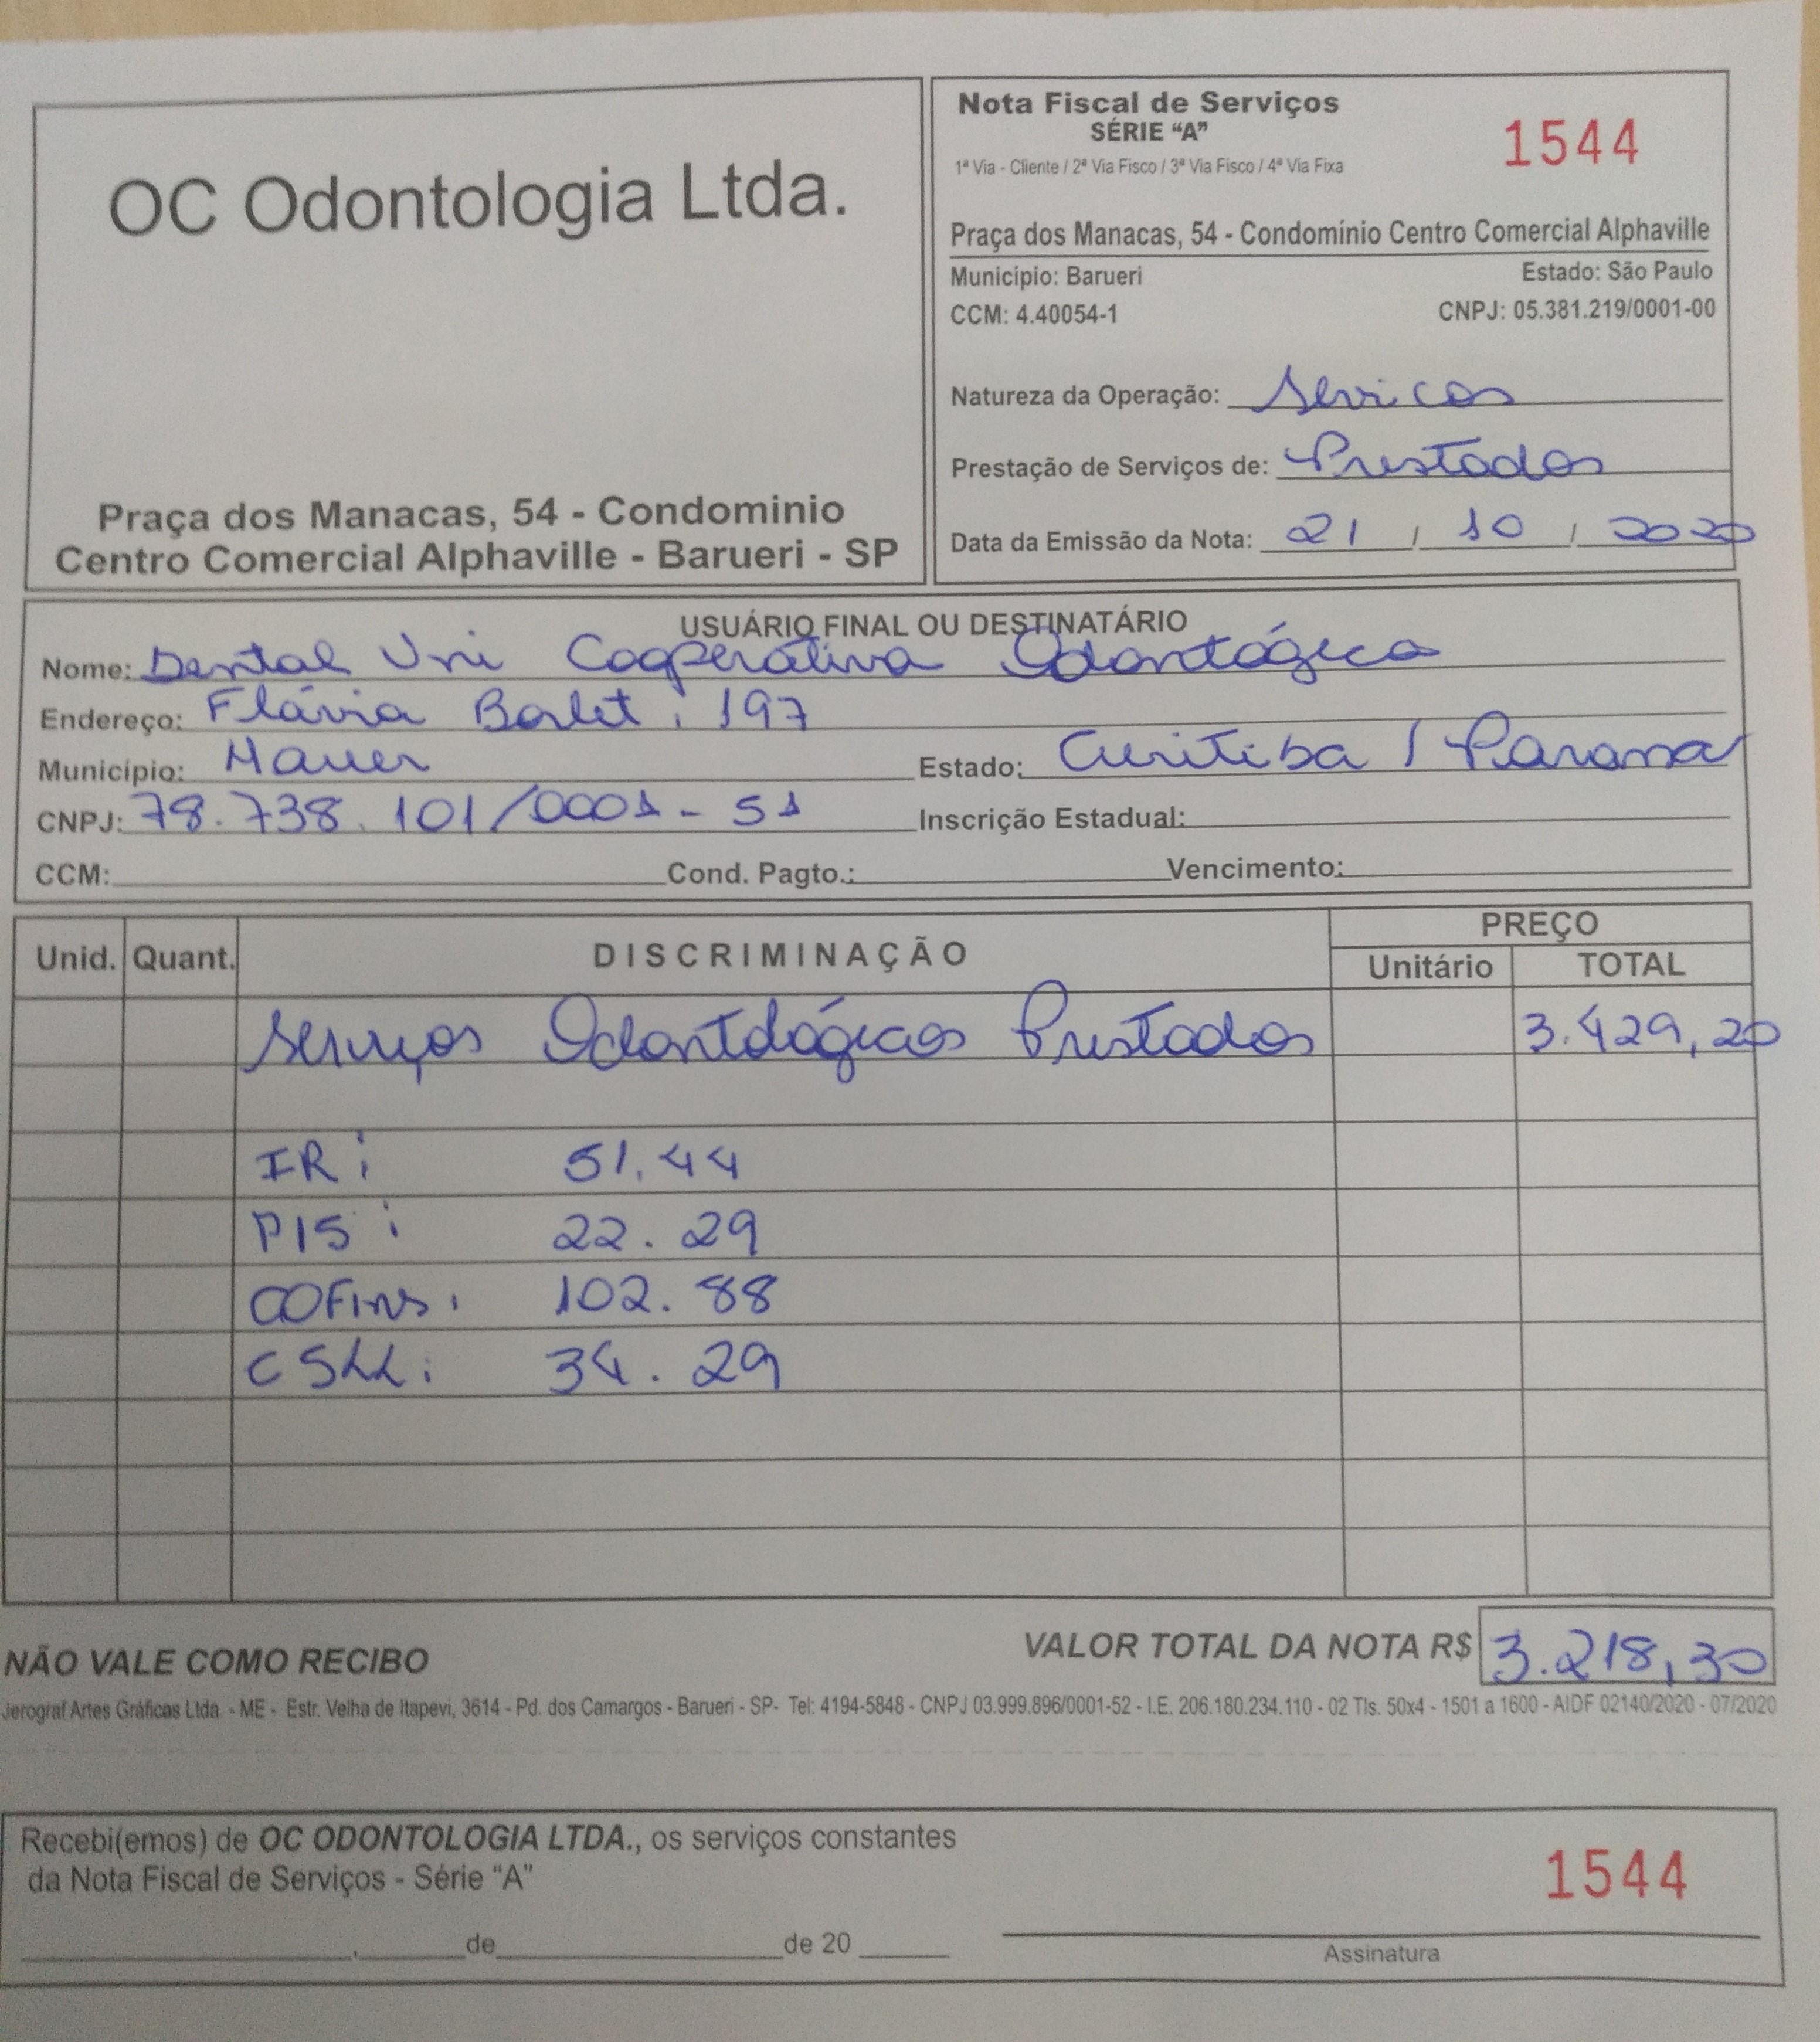 OC Odontologia Ltda.
Praça dos Manacas, 54 - Condominio
Centro Comercial Alphaville - Barueri - SP
Nota Fiscal de Serviços
SÉRIE “A”
1544
1ª Via - Cliente / 2ª Via Fisco / 3ª Via Fisco / 4ª Via Fixa
Praça dos Manacas, 54 - Condomínio Centro Comercial Alphaville
Município: Barueri Estado: São Paulo
CCM: 4.40054-1 CNPJ: 05.381.219/0001-00
Natureza da Operação: Servicos
Prestação de Serviços de: Prestados
Data da Emissão da Nota: 21 / 10 / 2020
USUÁRIO FINAL OU DESTINATÁRIO
Nome: Dental Uni Cooperativa Odontógica
Endereço: Flávia Borlet, 197
Município: Hauer Estado: Curitiba / Parana
CNPJ: 78.738.101/0001-51 Inscrição Estadual:
CCM: Cond. Pagto.: Vencimento:
Unid. Quant. DISCRIMINAÇÃO PREÇO
Unitário TOTAL
Serviços Odontológicos Prestados 3.429,20
IR: 51.44
PIS: 22.29
COFins: 102.88
CSLL: 34.29
NÃO VALE COMO RECIBO VALOR TOTAL DA NOTA R$ 3.218,30
Jerograf Artes Gráficas Ltda. - ME - Estr. Velha de Itapevi, 3614 - Pd. dos Camargos - Barueri - SP- Tel: 4194-5848 - CNPJ 03.999.896/0001-52 - I.E. 206.180.234.110 - 02 Tls. 50x4 - 1501 a 1600 - AIDF 02140/2020 - 07/2020
Recebi(emos) de OC ODONTOLOGIA LTDA., os serviços constantes
da Nota Fiscal de Serviços - Série “A”
1544
, de de 20
Assinatura